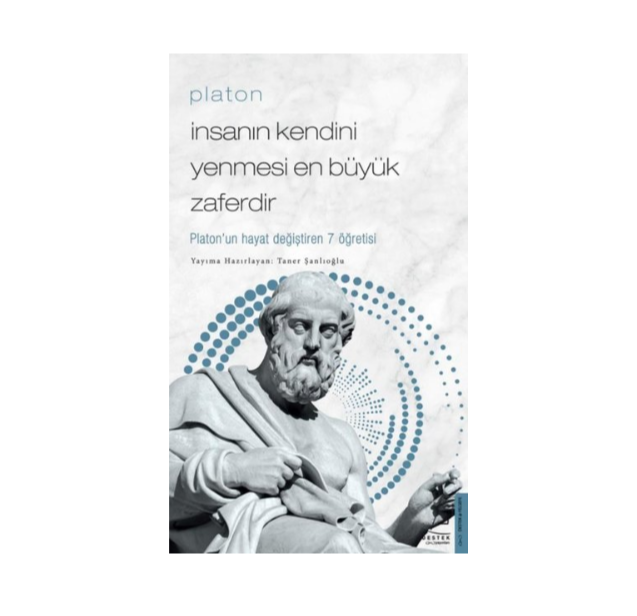 platon
insanın kendini
yenmesi en büyük
zaferdir
Platon'un hayat değiştiren 7 öğretisi
Yayıma Hazırlayan: Taner Şanlıoğlu
DESTEK